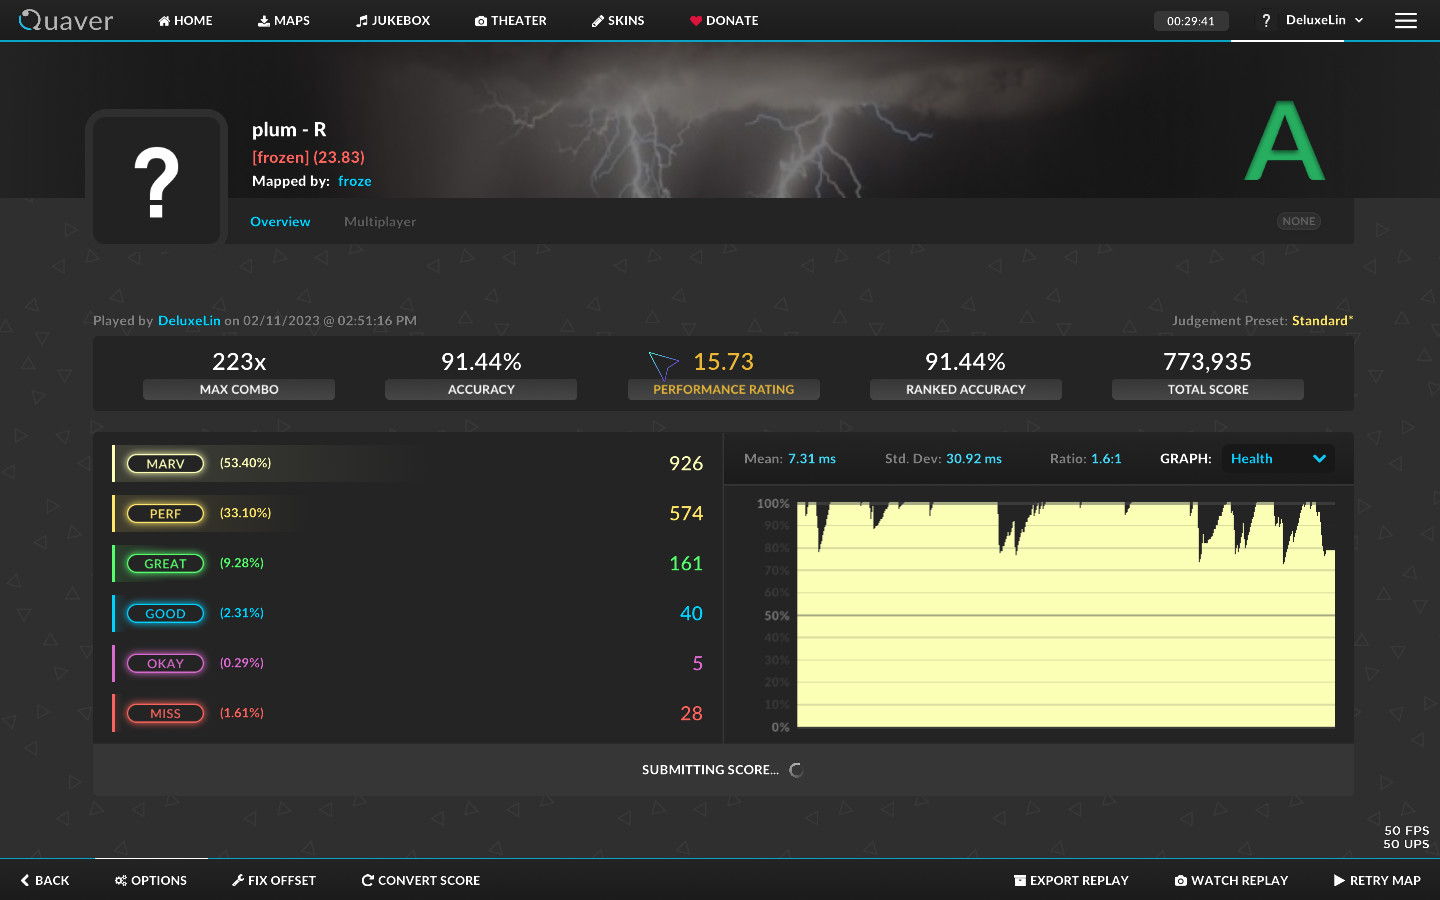 Quaver HOME MAPS JUKEBOX THEATER SKINS DONATE 00:29:41 ? DeluxeLin
?
plum - R
[frozen] (23.83)
Mapped by: froze
A
Overview Multiplayer NONE
Played by DeluxeLin on 02/11/2023 @ 02:51:16 PM Judgement Preset: Standard*
223x 91.44% 15.73 91.44% 773,935
MAX COMBO ACCURACY PERFORMANCE RATING RANKED ACCURACY TOTAL SCORE
MARV (53.40%) 926
PERF (33.10%) 574
GREAT (9.28%) 161
GOOD (2.31%) 40
OKAY (0.29%) 5
MISS (1.61%) 28
Mean: 7.31 ms Std. Dev: 30.92 ms Ratio: 1.6:1 GRAPH: Health
100%
90%
80%
70%
60%
50%
40%
30%
20%
10%
0%
SUBMITTING SCORE...
50 FPS
50 UPS
BACK OPTIONS FIX OFFSET CONVERT SCORE EXPORT REPLAY WATCH REPLAY RETRY MAP